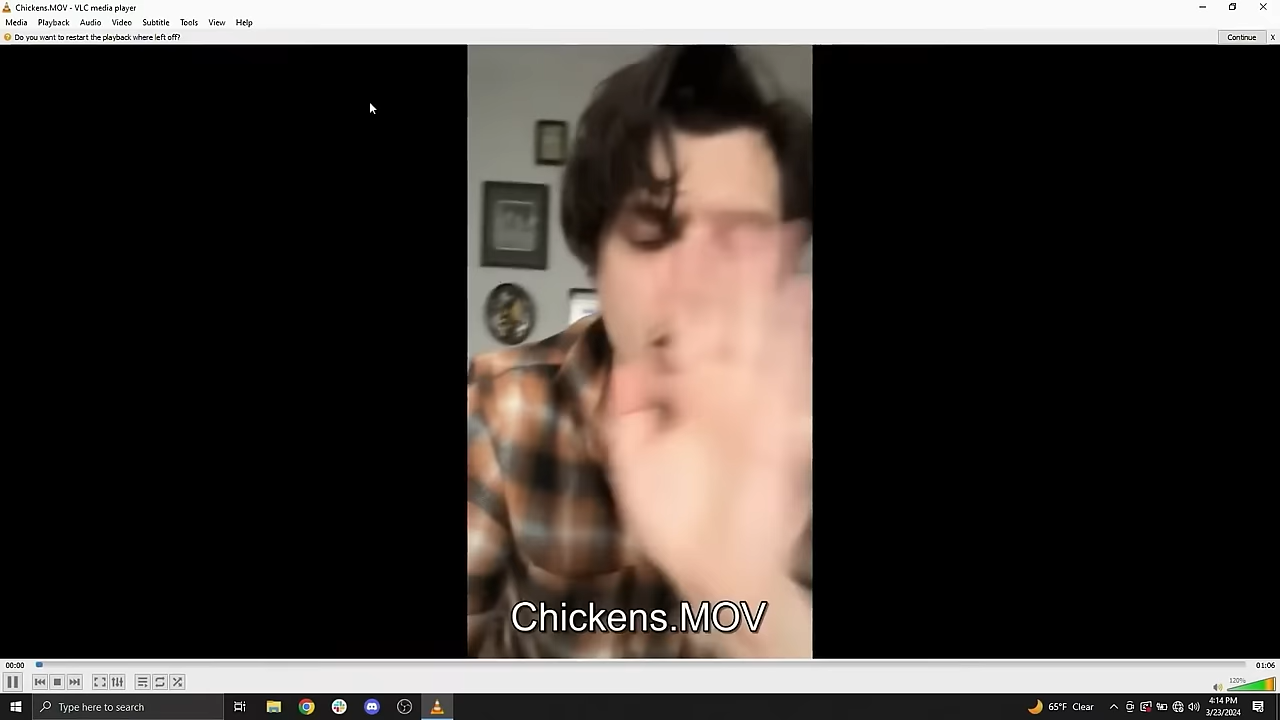 Chickens.MOV - VLC media player
Media Playback Audio Video Subtitle Tools View Help
Do you want to restart the playback where left off?
Continue
x
Chickens.MOV
00:00
01:06
120%
Type here to search
65°F Clear
4:14 PM
3/23/2024